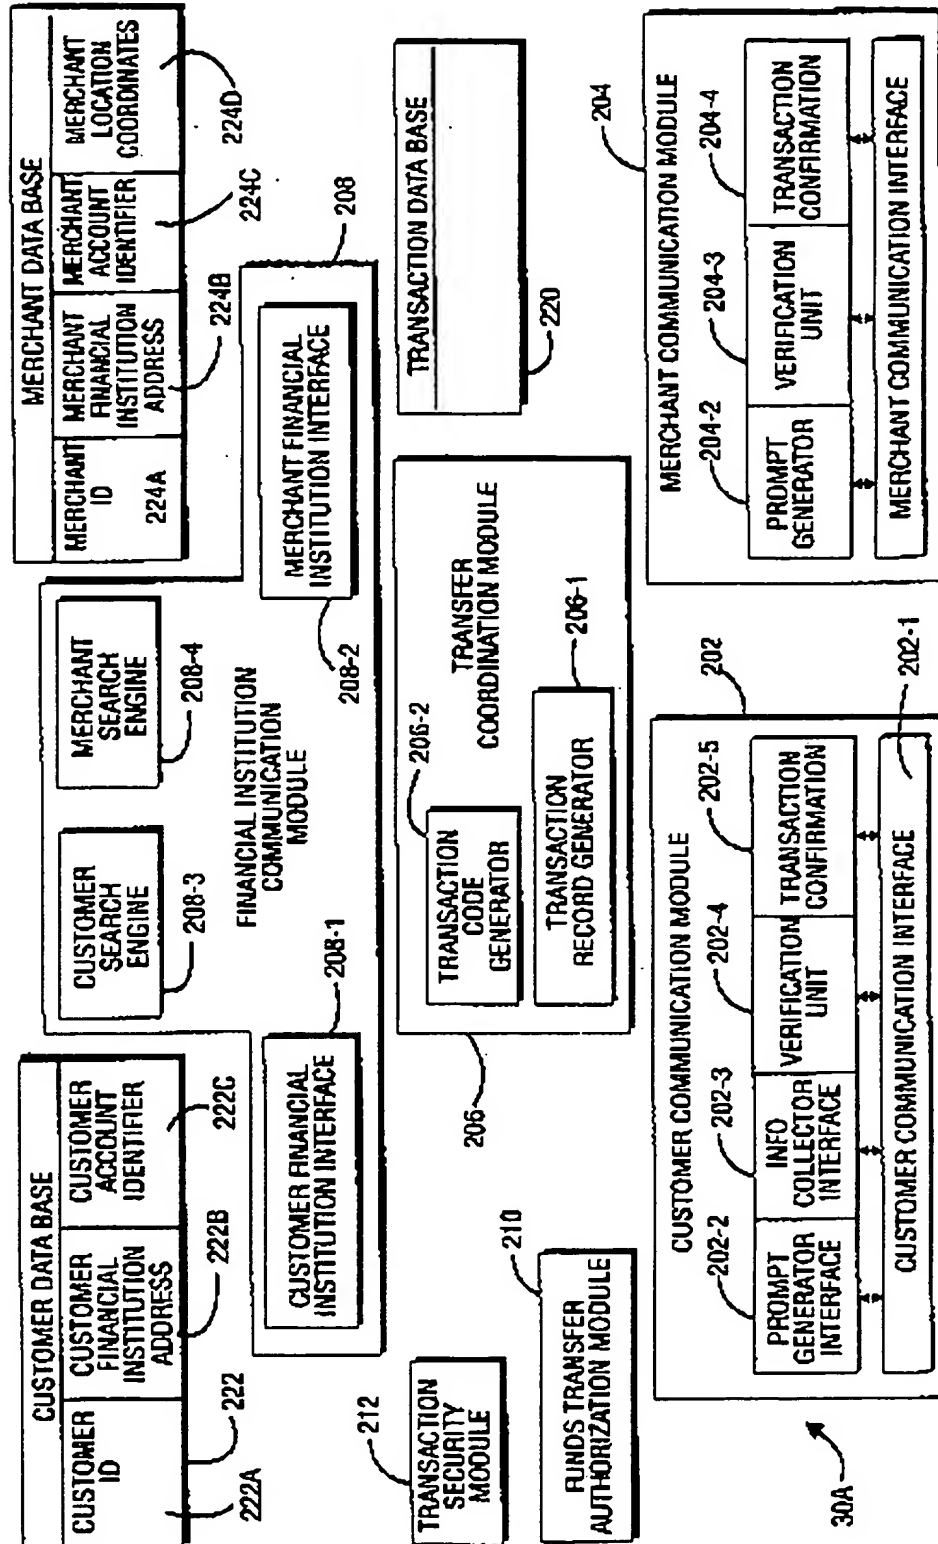 CUSTOMER DATA BASE
CUSTOMER
ID
222A
CUSTOMER
FINANCIAL
INSTITUTION
ADDRESS
222B
CUSTOMER
ACCOUNT
IDENTIFIER
222C
222
CUSTOMER
SEARCH
ENGINE
208-3
MERCHANT
SEARCH
ENGINE
208-4
FINANCIAL INSTITUTION
COMMUNICATION
MODULE
208-1
CUSTOMER FINANCIAL
INSTITUTION INTERFACE
208-2
MERCHANT FINANCIAL
INSTITUTION INTERFACE
208
MERCHANT DATA BASE
MERCHANT
ID
224A
MERCHANT
FINANCIAL
INSTITUTION
ADDRESS
224B
MERCHANT
ACCOUNT
IDENTIFIER
224C
MERCHANT
LOCATION
COORDINATES
224D
212
TRANSACTION
SECURITY
MODULE
210
FUNDS TRANSFER
AUTHORIZATION MODULE
206
206-2
TRANSACTION
CODE
GENERATOR
TRANSFER
COORDINATION MODULE
206-1
TRANSACTION
RECORD GENERATOR
TRANSACTION DATA BASE
220
30A
CUSTOMER COMMUNICATION MODULE
202
202-2
202-3
202-4
202-5
PROMPT
GENERATOR
INTERFACE
INFO
COLLECTOR
INTERFACE
VERIFICATION
UNIT
TRANSACTION
CONFIRMATION
CUSTOMER COMMUNICATION INTERFACE
202-1
MERCHANT COMMUNICATION MODULE
204
204-2
204-3
204-4
PROMPT
GENERATOR
VERIFICATION
UNIT
TRANSACTION
CONFIRMATION
MERCHANT COMMUNICATION INTERFACE